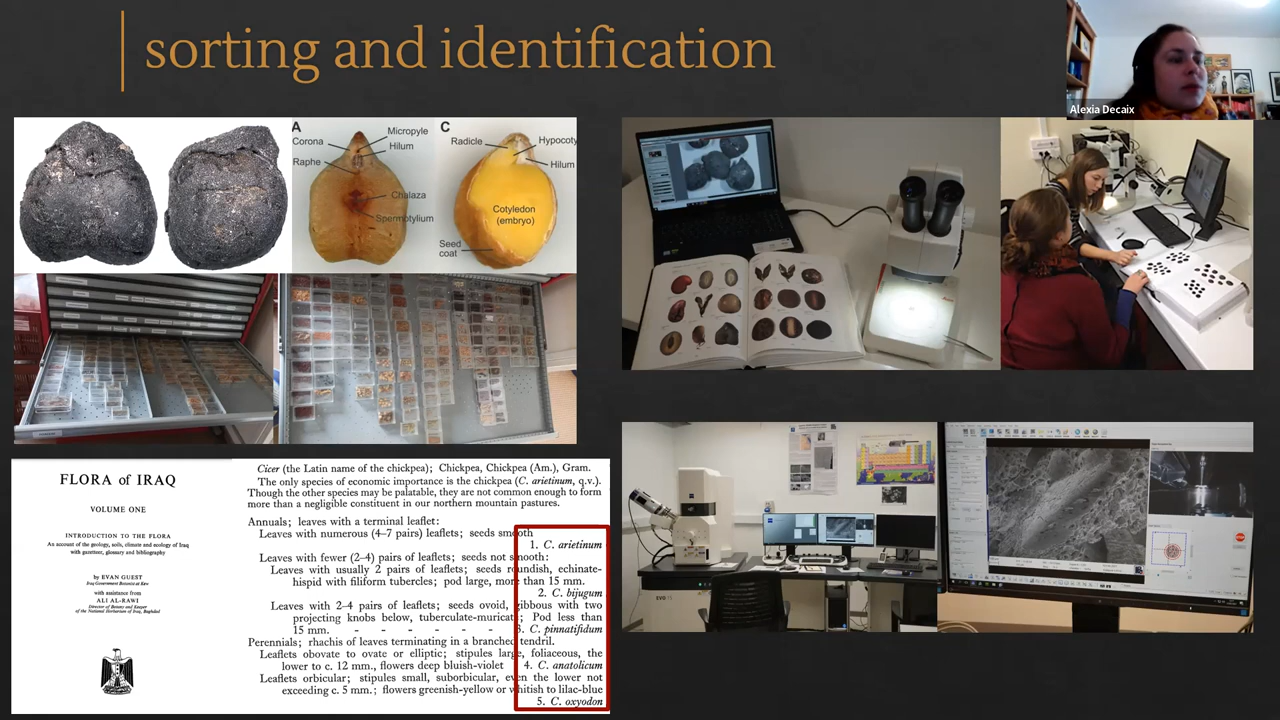 sorting and identification
Alexia Decaix
A
Corona
Micropyle
Hilum
Raphe
Chalaza
Spermotylium
C
Radicle
Hypocoty
Hilum
Cotyledon
(embryo)
Seed
coat
FLORA of IRAQ
VOLUME ONE
INTRODUCTION TO THE FLORA
An account of the geology, soils, climate and ecology of Iraq
with gazetteer, glossary and bibliography
by EVAN GUEST
Iraq Government Botanist at Kew
with assistance from
ALI AL-RAWI
Director of Botany and Keeper
of the National Herbarium of Iraq, Baghdad
Cicer (the Latin name of the chickpea); Chickpea, Chickpea (Am.), Gram.
The only species of economic importance is the chickpea (C. arietinum, q.v.).
Though the other species may be palatable, they are not common enough to form
more than a negligible constituent in our northern mountain pastures.
Annuals; leaves with a terminal leaflet:
Leaves with numerous (4–7 pairs) leaflets; seeds smooth
1. C. arietinum
Leaves with fewer (2–4) pairs of leaflets; seeds not smooth:
Leaves with usually 2 pairs of leaflets; seeds roundish, echinate-
hispid with filiform tubercles; pod large, more than 15 mm.
2. C. bijugum
Leaves with 2–4 pairs of leaflets; seeds ovoid, gibbous with two
projecting knobs below, tuberculate-muricate; Pod less than
15 mm. - - - - - - 3. C. pinnatifidum
Perennials; rhachis of leaves terminating in a branched tendril.
Leaflets obovate to ovate or elliptic; stipules large, foliaceous, the
lower to c. 12 mm., flowers deep bluish-violet 4. C. anatolicum
Leaflets orbicular; stipules small, suborbicular, even the lower not
exceeding c. 5 mm.; flowers greenish-yellow or whitish to lilac-blue
5. C. oxyodon